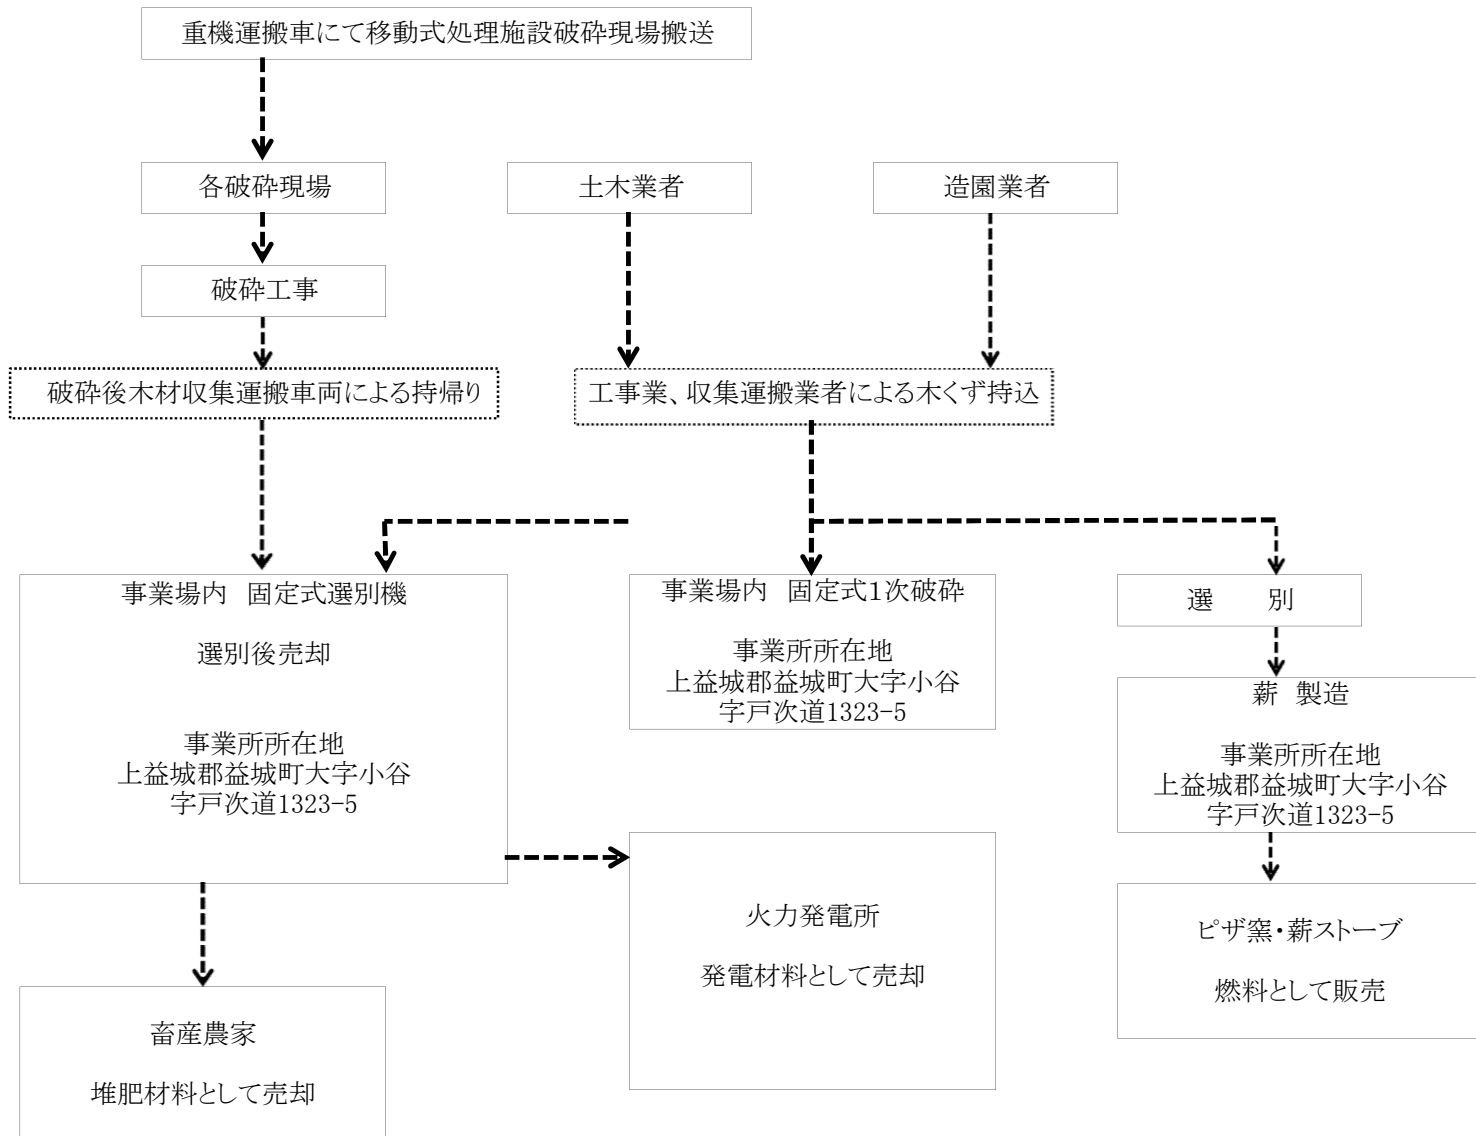 重機運搬車にて移動式処理施設破砕現場搬送
各破砕現場
土木業者
造園業者
破砕工事
破砕後木材収集運搬車両による持帰り
工事業、収集運搬業者による木くず持込
事業場内　固定式選別機
選別後売却
事業所所在地
上益城郡益城町大字小谷
字戸次道1323-5
事業場内　固定式1次破砕
事業所所在地
上益城郡益城町大字小谷
字戸次道1323-5
選　　別
薪　製造
事業所所在地
上益城郡益城町大字小谷
字戸次道1323-5
火力発電所
発電材料として売却
ピザ窯・薪ストーブ
燃料として販売
畜産農家
堆肥材料として売却